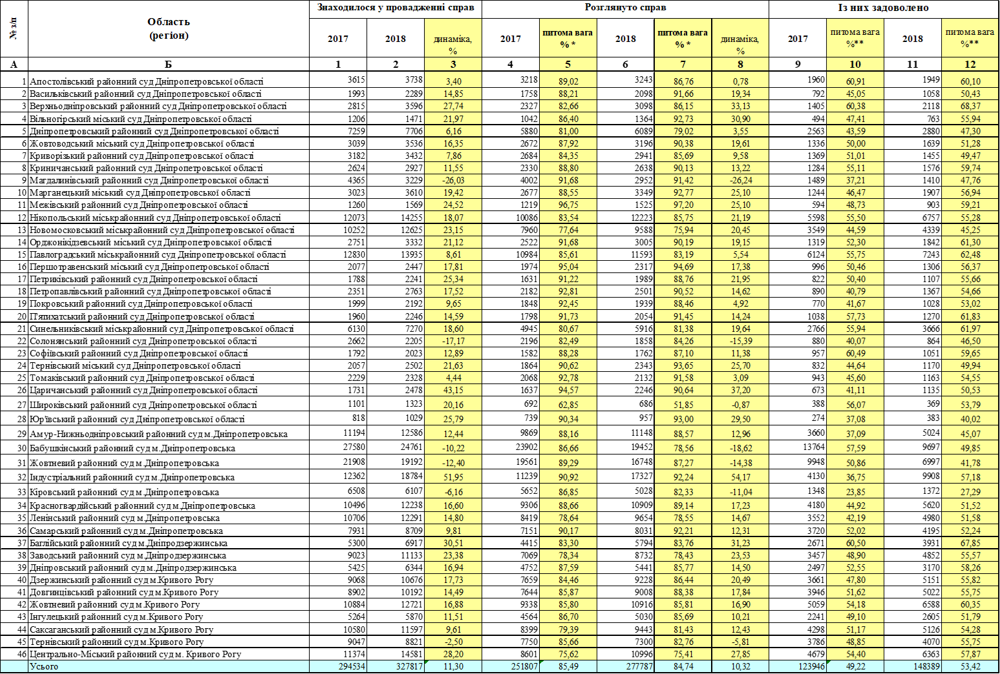 № з/п Область (регіон) Знаходилося у провадженні справ Розглянуто справ Із них задоволено
2017 2018 динаміка, % 2017 питома вага % * 2018 питома вага % * динаміка, % 2017 питома вага %** 2018 питома вага %**
А Б 1 2 3 4 5 6 7 8 9 10 11 12
1 Апостолівський районний суд Дніпропетровської області 3615 3738 3,40 3218 89,02 3243 86,76 0,78 1960 60,91 1949 60,10
2 Васильківський районний суд Дніпропетровської області 1993 2289 14,85 1758 88,21 2098 91,66 19,34 792 45,05 1058 50,43
3 Верхньодніпровський районний суд Дніпропетровської області 2815 3596 27,74 2327 82,66 3098 86,15 33,13 1405 60,38 2118 68,37
4 Вільногірський міський суд Дніпропетровської області 1206 1471 21,97 1042 86,40 1364 92,73 30,90 494 47,41 763 55,94
5 Дніпропетровський районний суд Дніпропетровської області 7259 7706 6,16 5880 81,00 6089 79,02 3,55 2563 43,59 2880 47,30
6 Жовтоводський міський суд Дніпропетровської області 3039 3536 16,35 2672 87,92 3196 90,38 19,61 1336 50,00 1639 51,28
7 Криворізький районний суд Дніпропетровської області 3182 3432 7,86 2684 84,35 2941 85,69 9,58 1369 51,01 1455 49,47
8 Криничанський районний суд Дніпропетровської області 2624 2927 11,55 2330 88,80 2638 90,13 13,22 1284 55,11 1576 59,74
9 Магдалинівський районний суд Дніпропетровської області 4365 3229 -26,03 4002 91,68 2952 91,42 -26,24 1489 37,21 1410 47,76
10 Марганецький міський суд Дніпропетровської області 3023 3610 19,42 2677 88,55 3349 92,77 25,10 1244 46,47 1907 56,94
11 Межівський районний суд Дніпропетровської області 1260 1569 24,52 1219 96,75 1525 97,20 25,10 594 48,73 903 59,21
12 Нікопольський міськрайонний суд Дніпропетровської області 12073 14255 18,07 10086 83,54 12223 85,75 21,19 5598 55,50 6757 55,28
13 Новомосковський міськрайонний суд Дніпропетровської області 10252 12625 23,15 7960 77,64 9588 75,94 20,45 3549 44,59 4339 45,25
14 Орджонікідзевський міський суд Дніпропетровської області 2751 3332 21,12 2522 91,68 3005 90,19 19,15 1319 52,30 1842 61,30
15 Павлоградський міськрайонний суд Дніпропетровської області 12830 13935 8,61 10984 85,61 11593 83,19 5,54 6124 55,75 7243 62,48
16 Першотравенський міський суд Дніпропетровської області 2077 2447 17,81 1974 95,04 2317 94,69 17,38 996 50,46 1306 56,37
17 Петриківський районний суд Дніпропетровської області 1788 2241 25,34 1631 91,22 1989 88,76 21,95 822 50,40 1107 55,66
18 Петропавлівський районний суд Дніпропетровської області 2351 2763 17,52 2182 92,81 2501 90,52 14,62 890 40,79 1367 54,66
19 Покровський районний суд Дніпропетровської області 1999 2192 9,65 1848 92,45 1939 88,46 4,92 770 41,67 1028 53,02
20 П'ятихатський районний суд Дніпропетровської області 1960 2246 14,59 1798 91,73 2054 91,45 14,24 1038 57,73 1270 61,83
21 Синельниківський міськрайонний суд Дніпропетровської області 6130 7270 18,60 4945 80,67 5916 81,38 19,64 2766 55,94 3666 61,97
22 Солонянський районний суд Дніпропетровської області 2662 2205 -17,17 2196 82,49 1858 84,26 -15,39 880 40,07 864 46,50
23 Софіївський районний суд Дніпропетровської області 1792 2023 12,89 1582 88,28 1762 87,10 11,38 957 60,49 1051 59,65
24 Тернівський міський суд Дніпропетровської області 2057 2502 21,63 1864 90,62 2343 93,65 25,70 832 44,64 1170 49,94
25 Томаківський районний суд Дніпропетровської області 2229 2328 4,44 2068 92,78 2132 91,58 3,09 943 45,60 1163 54,55
26 Царичанський районний суд Дніпропетровської області 1731 2478 43,15 1637 94,57 2246 90,64 37,20 673 41,11 1135 50,53
27 Широківський районний суд Дніпропетровської області 1101 1323 20,16 692 62,85 686 51,85 -0,87 388 56,07 369 53,79
28 Юр'ївський районний суд Дніпропетровської області 818 1029 25,79 739 90,34 957 93,00 29,50 274 37,08 383 40,02
29 Амур-Нижньодніпровський районний суд м.Дніпропетровська 11194 12586 12,44 9869 88,16 11148 88,57 12,96 3660 37,09 5024 45,07
30 Бабушкінський районний суд м.Дніпропетровська 27580 24761 -10,22 23902 86,66 19452 78,56 -18,62 13764 57,59 9697 49,85
31 Жовтневий районний суд м.Дніпропетровська 21908 19192 -12,40 19561 89,29 16748 87,27 -14,38 9948 50,86 6997 41,78
32 Індустріальний районний суд м.Дніпропетровська 12362 18784 51,95 11239 90,92 17327 92,24 54,17 4130 36,75 9908 57,18
33 Кіровський районний суд м.Дніпропетровська 6508 6107 -6,16 5652 86,85 5028 82,33 -11,04 1348 23,85 1372 27,29
34 Красногвардійський районний суд м.Дніпропетровська 10496 12238 16,60 9306 88,66 10909 89,14 17,23 4180 44,92 5620 51,52
35 Ленінський районний суд м.Дніпропетровська 10706 12291 14,80 8419 78,64 9654 78,55 14,67 3552 42,19 4980 51,58
36 Самарський районний суд м.Дніпропетровська 7931 8709 9,81 7151 90,17 8031 92,21 12,31 3720 52,02 4195 52,24
37 Баглійський районний суд м.Дніпродзержинська 5300 6917 30,51 4415 83,30 5794 83,76 31,23 2671 60,50 3931 67,85
38 Заводський районний суд м.Дніпродзержинська 9023 11133 23,38 7069 78,34 8732 78,43 23,53 3457 48,90 4852 55,57
39 Дніпровський районний суд м.Дніпродзержинська 5425 6344 16,94 4752 87,59 5441 85,77 14,50 2497 52,55 3170 58,26
40 Дзержинський районний суд м.Кривого Рогу 9068 10676 17,73 7659 84,46 9228 86,44 20,49 3661 47,80 5151 55,82
41 Довгинцівський районний суд м.Кривого Рогу 8902 10192 14,49 7644 85,87 9008 88,38 17,84 3946 51,62 5022 55,75
42 Жовтневий районний суд м.Кривого Рогу 10884 12721 16,88 9338 85,80 10916 85,81 16,90 5059 54,18 6588 60,35
43 Інгулецький районний суд м.Кривого Рогу 5264 5870 11,51 4564 86,70 5030 85,69 10,21 2241 49,10 2605 51,79
44 Саксаганський районний суд м.Кривого Рогу 10580 11597 9,61 8399 79,39 9443 81,43 12,43 4298 51,17 5126 54,28
45 Тернівський районний суд м.Кривого Рогу 9047 8821 -2,50 7750 85,66 7300 82,76 -5,81 3786 48,85 4070 55,75
46 Центрально-Міський районний суд м. Кривого Рогу 11374 14581 28,20 8601 75,62 10996 75,41 27,85 4679 54,40 6363 57,87
Усього 294534 327817 11,30 251807 85,49 277787 84,74 10,32 123946 49,22 148389 53,42